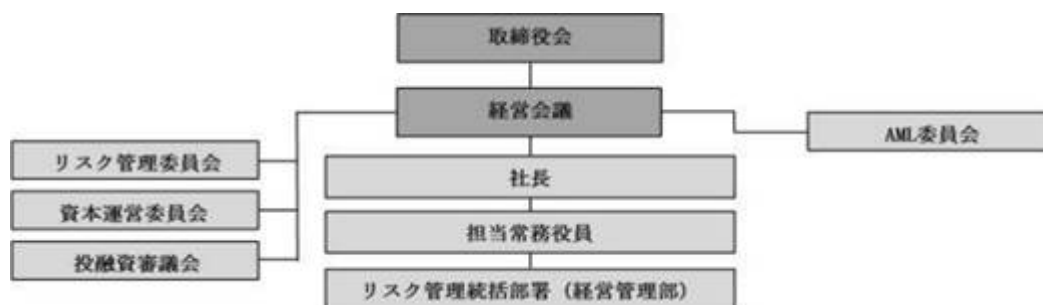 取締役会
経営会議
AML委員会
リスク管理委員会
社長
資本運営委員会
担当常務役員
投融資審議会
リスク管理統括部署（経営管理部）